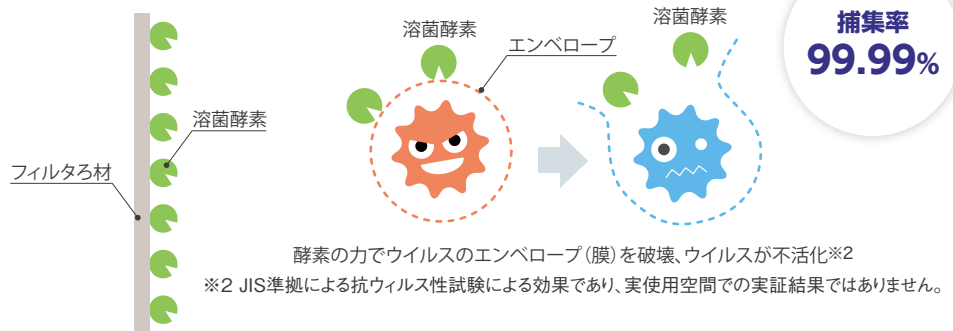 溶菌酵素
溶菌酵素
捕集率
99.99%
エンベロープ
溶菌酵素
フィルタろ材
酵素の力でウイルスのエンベロープ(膜)を破壊、ウイルスが不活化※2
※2 JIS準拠による抗ウィルス性試験による効果であり、実使用空間での実証結果ではありません。